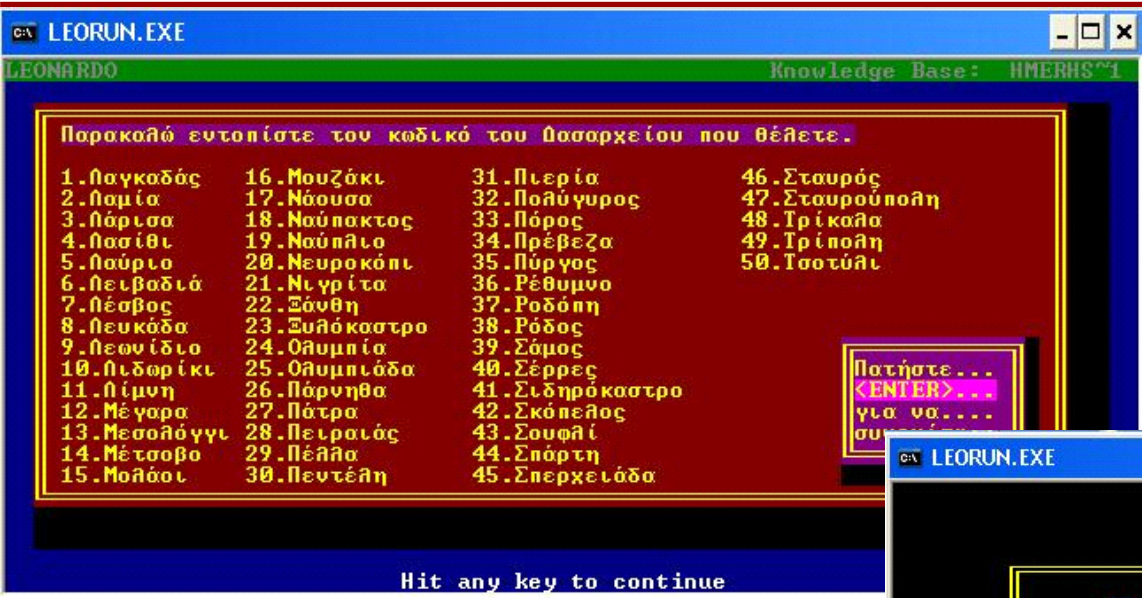 LEORUN.EXE
LEONARDO Knowledge Base: HMERHS~1
Παρακαλώ εντοπίστε τον κωδικό του Δασαρχείου που θέλετε.
1.Λαγκαδάς 16.Μουζάκι 31.Πιερία 46.Σταυρός
2.Λαμία 17.Νάουσα 32.Πολύγυρος 47.Σταυρούπολη
3.Λάρισα 18.Ναύπακτος 33.Πόρος 48.Τρίκαλα
4.Λασίθι 19.Ναύπλιο 34.Πρέβεζα 49.Τρίπολη
5.Λαύριο 20.Νευροκόπι 35.Πύργος 50.Τσοτύλι
6.Λειβαδιά 21.Νιγρίτα 36.Ρέθυμνο
7.Λέσβος 22.Ξάνθη 37.Ροδόπη
8.Λευκάδα 23.Ξυλόκαστρο 38.Ρόδος
9.Λεωνίδιο 24.Ολυμπία 39.Σάμος
10.Λιδωρίκι 25.Ολυμπιάδα 40.Σέρρες
11.Λίμνη 26.Πάρνηθα 41.Σιδηρόκαστρο
12.Μέγαρα 27.Πάτρα 42.Σκόπελος
13.Μεσολόγγι 28.Πειραιάς 43.Σουφλί
14.Μέτσοβο 29.Πέλλα 44.Σπάρτη
15.Μολάοι 30.Πεντέλη 45.Σπερχειάδα
Πατήστε...
<ENTER>...
για να....
Hit any key to continue
LEORUN.EXE